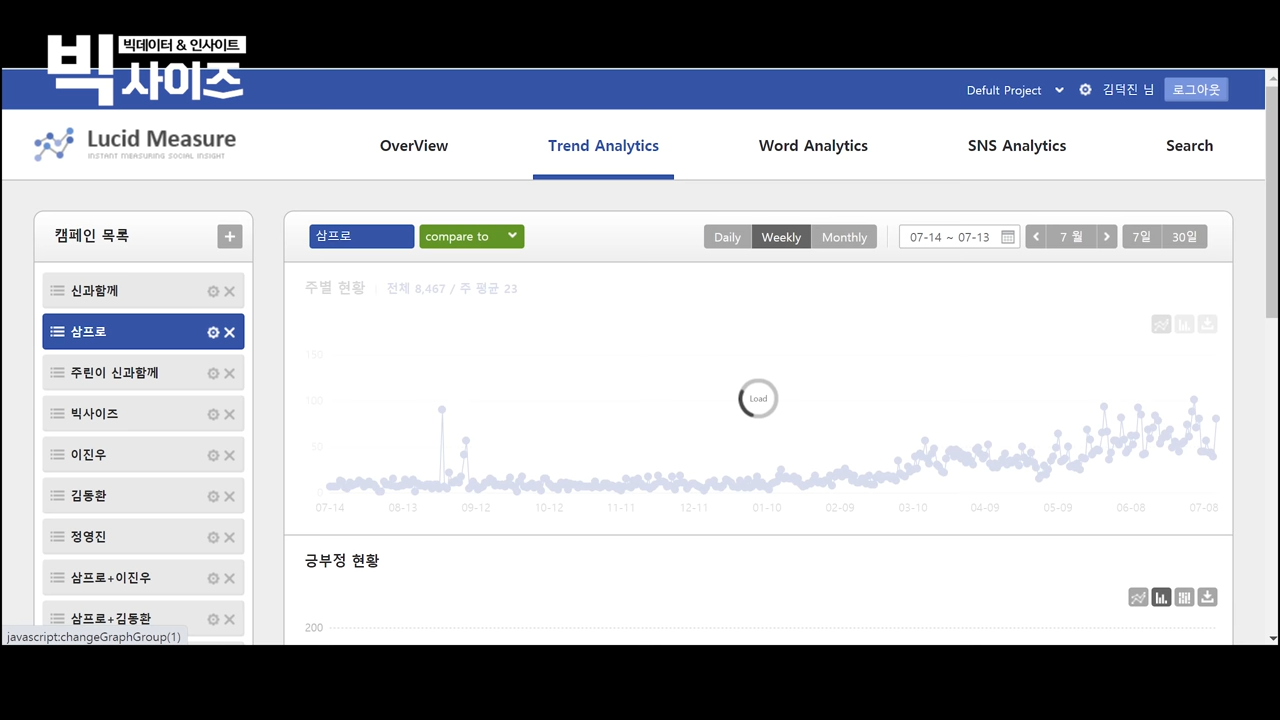 빅데이터 & 인사이트
빅사이즈
Defult Project
김덕진 님
로그아웃
Lucid Measure
INSTANT MEASURING SOCIAL INSIGHT
OverView
Trend Analytics
Word Analytics
SNS Analytics
Search
캠페인 목록
신과함께
삼프로
주린이 신과함께
빅사이즈
이진우
김동환
정영진
삼프로+이진우
삼프로+김동환
삼프로
compare to
Daily
Weekly
Monthly
07-14 ~ 07-13
7 월
7일
30일
주별 현황 | 전체 8,467 / 주 평균 23
150
100
50
0
Load
07-14 08-13 09-12 10-12 11-11 12-11 01-10 02-09 03-10 04-09 05-09 06-08 07-08
긍부정 현황
200
javascript:changeGraphGroup(1)